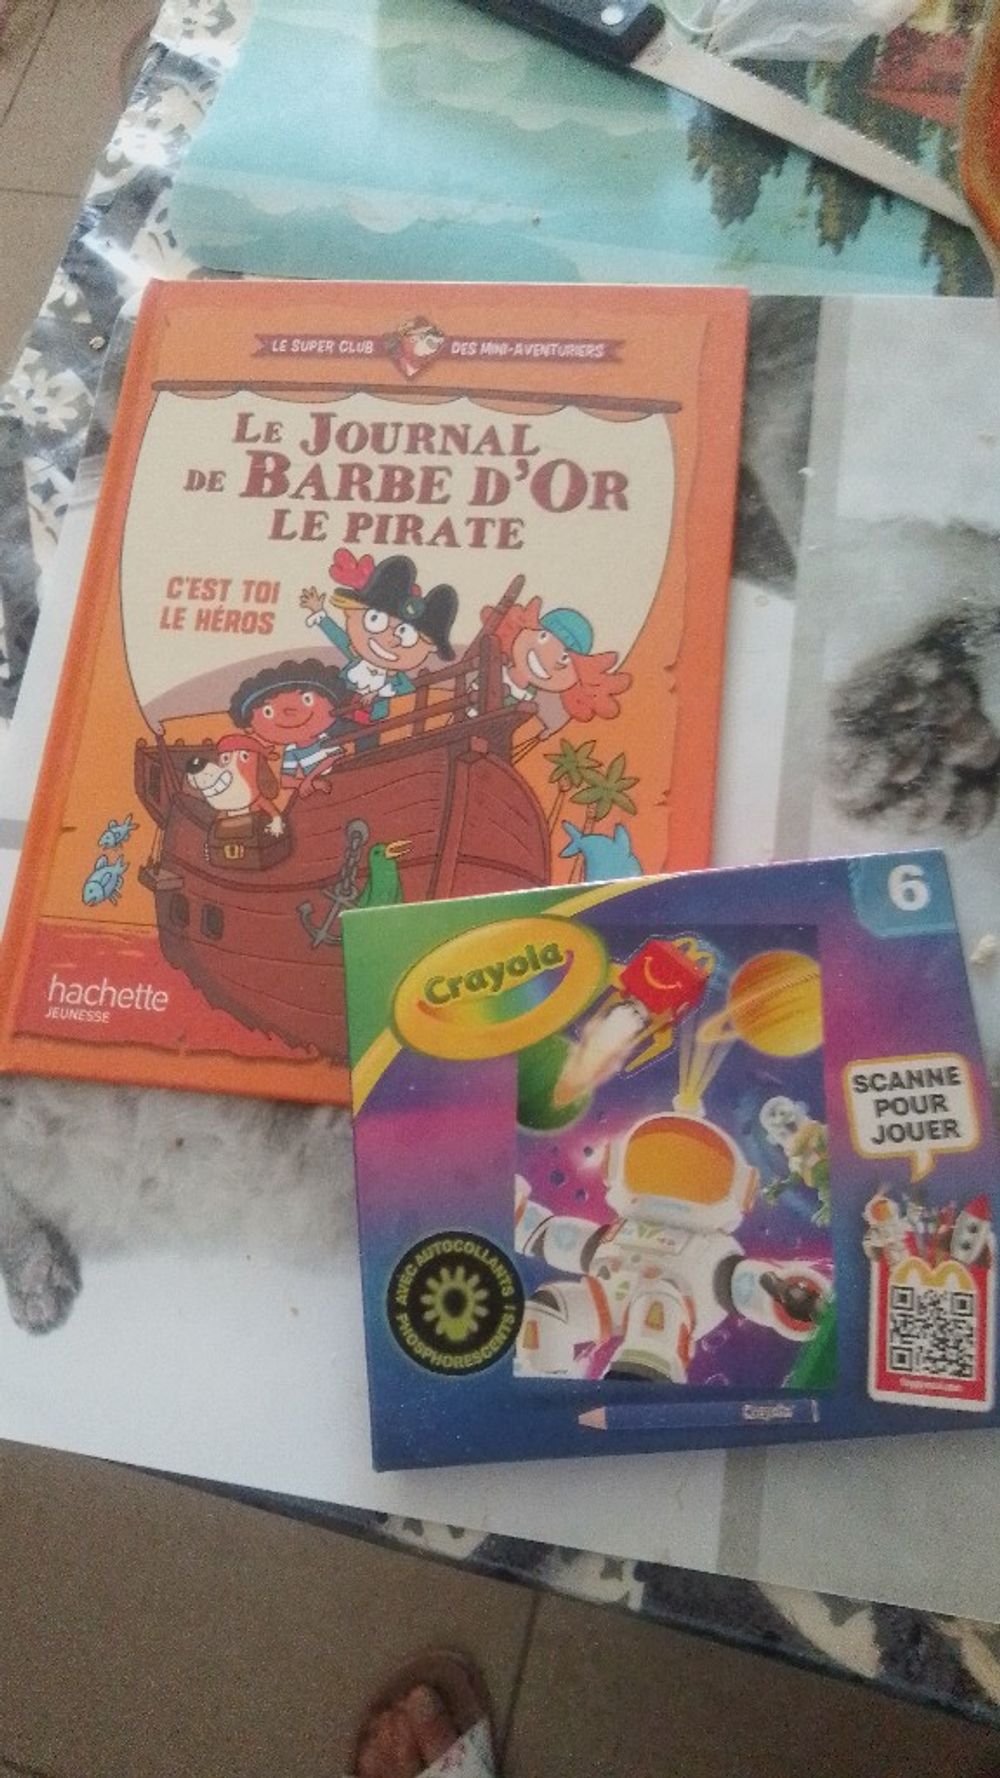 LE SUPER CLUB DES MINI-AVENTURIERS
LE JOURNAL
DE BARBE D'OR
LE PIRATE
C'EST TOI
LE HÉROS
hachette
JEUNESSE
6
Crayola
SCANNE
POUR
JOUER
AVEC AUTOCOLLANTS
PHOSPHORESCENTS !
Crayola